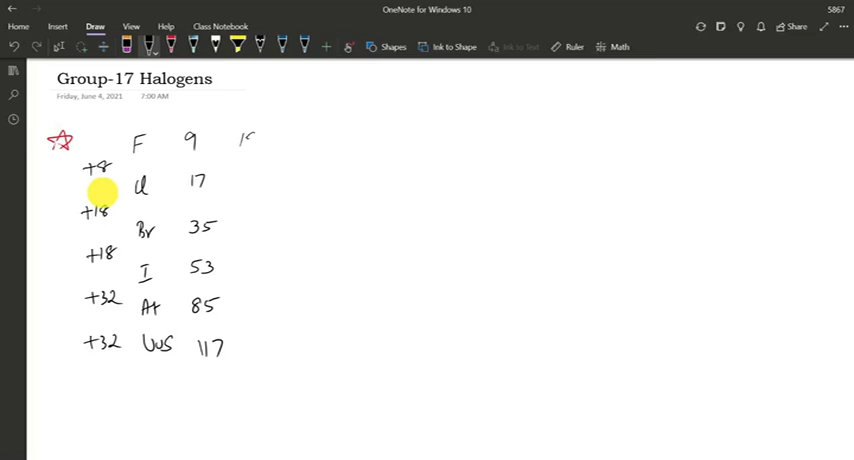 OneNote for Windows 10
5867
Home Insert Draw View Help Class Notebook
Share
Shapes Ink to Shape Ink to Text Ruler Math
Group-17 Halogens
Friday, June 4, 2021 7:00 AM
F 9
+8
Cl 17
+18
Br 35
+18
I 53
+32
At 85
+32 Uus 117